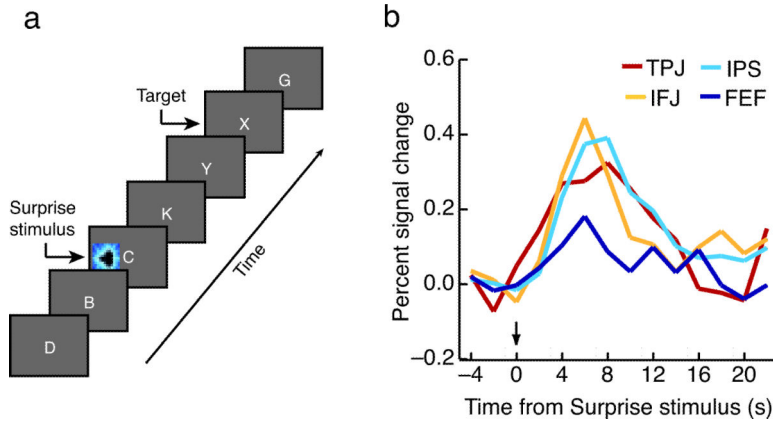 a
G
Target
X
Y
Surprise
stimulus
K
C
Time
B
D
b
0.6
TPJ
IPS
IFJ
FEF
0.4
0.2
0.0
–0.2
Percent signal change
–4
0
4
8
12
16
20
Time from Surprise stimulus (s)